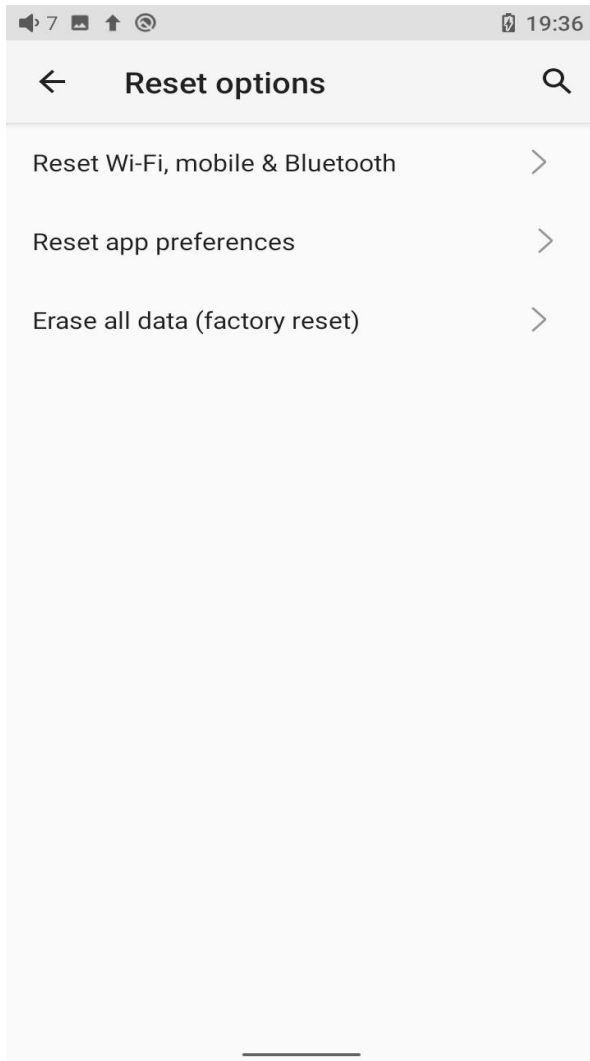 7 19:36
Reset options
Reset Wi-Fi, mobile & Bluetooth
Reset app preferences
Erase all data (factory reset)